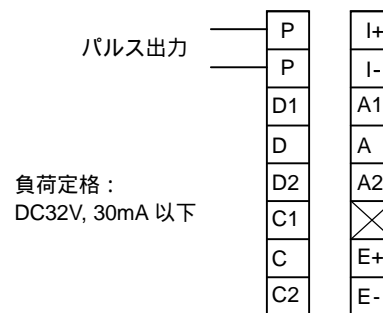 パルス出力
負荷定格：
DC32V, 30mA 以下
P
P
D1
D
D2
C1
C
C2
I+
I-
A1
A
A2
E+
E-